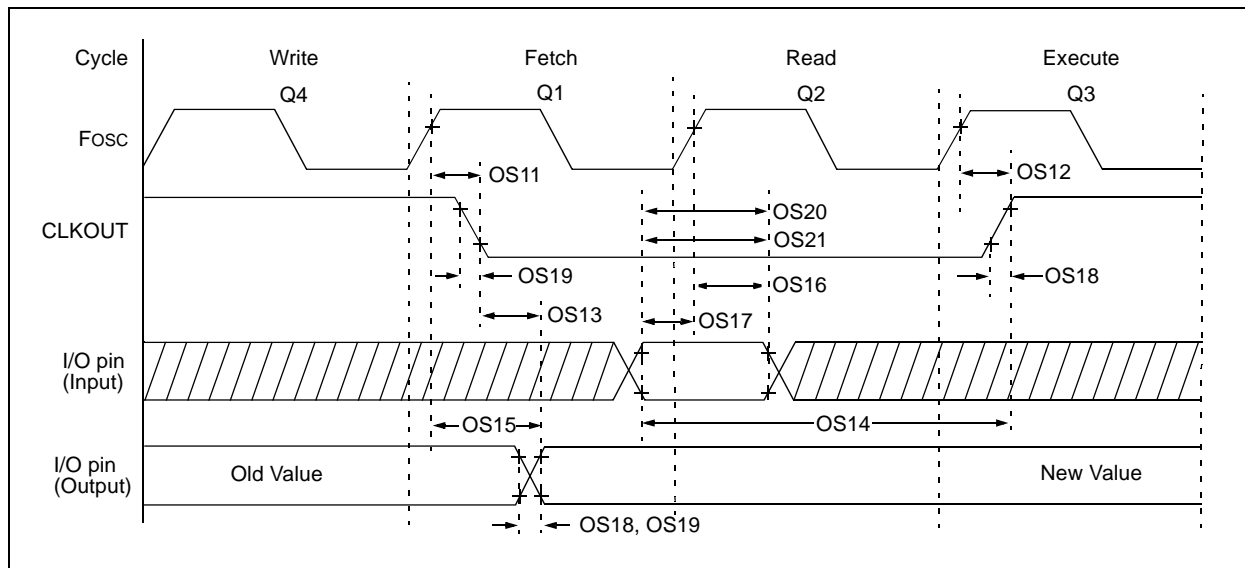 Cycle Write Fetch Read Execute
Q4 Q1 Q2 Q3
FOSC
OS11 OS12
OS20
CLKOUT
OS21
OS19 OS16 OS18
OS13 OS17
I/O pin
(Input)
OS15 OS14
I/O pin
(Output)
Old Value New Value
OS18, OS19